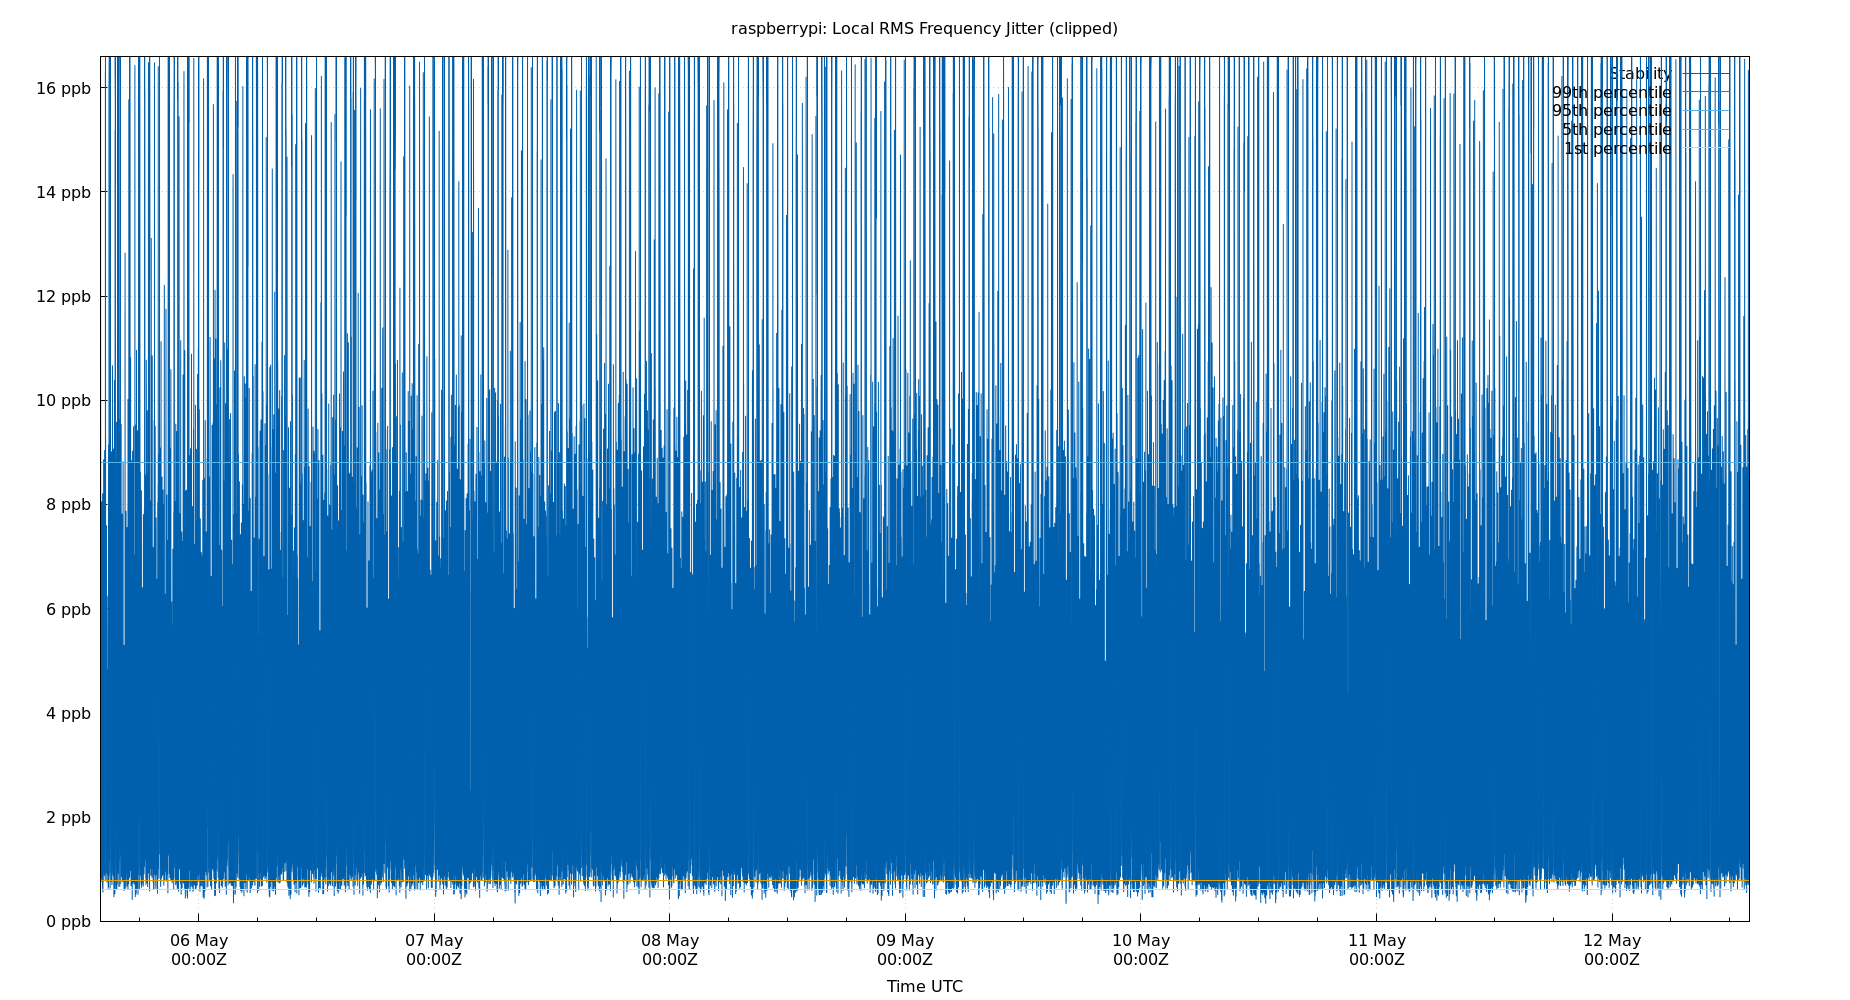 raspberrypi: Local RMS Frequency Jitter (clipped)
16 ppb
14 ppb
12 ppb
10 ppb
8 ppb
6 ppb
4 ppb
2 ppb
0 ppb
Stability
99th percentile
95th percentile
5th percentile
1st percentile
06 May
00:00Z
07 May
00:00Z
08 May
00:00Z
09 May
00:00Z
10 May
00:00Z
11 May
00:00Z
12 May
00:00Z
Time UTC